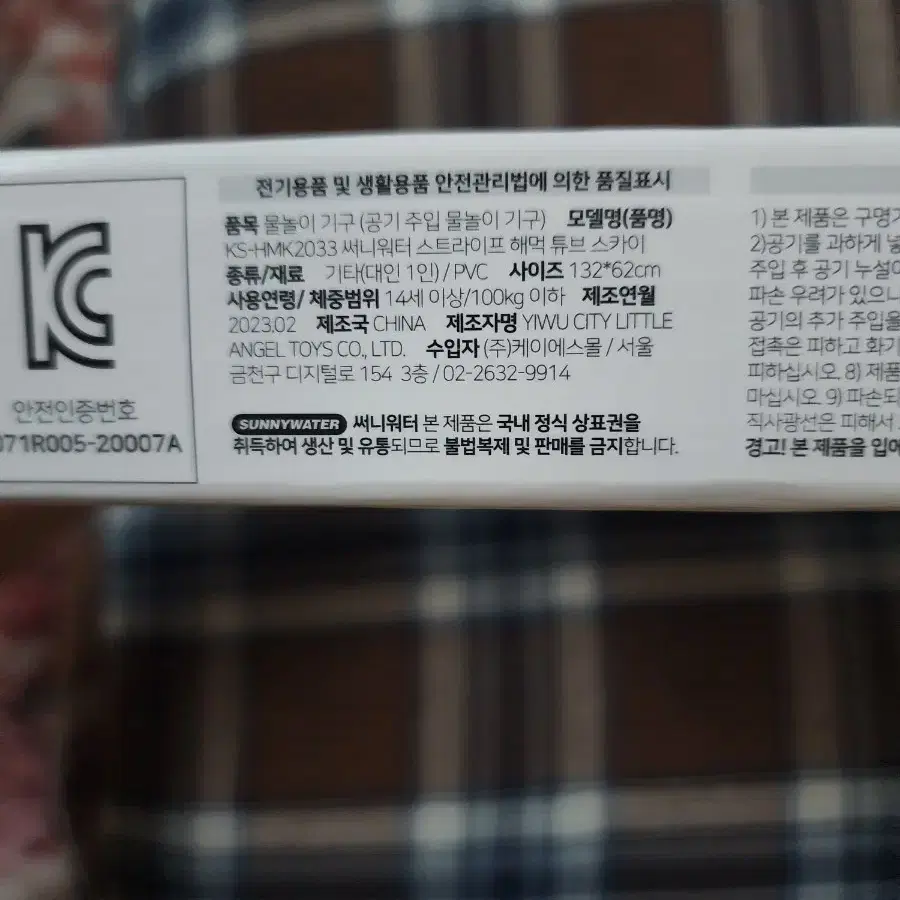 안전인증번호
071R005-20007A
전기용품 및 생활용품 안전관리법에 의한 품질표시
품목 물놀이 기구 (공기 주입 물놀이 기구) 모델명(품명)
KS-HMK2033 써니워터 스트라이프 해먹 튜브 스카이
종류/재료 기타(대인 1인) / PVC 사이즈 132*62cm
사용연령/ 체중범위 14세 이상/100kg 이하 제조연월
2023.02 제조국 CHINA 제조자명 YIWU CITY LITTLE
ANGEL TOYS CO., LTD. 수입자 (주)케이에스몰 / 서울
금천구 디지털로 154 3층 / 02-2632-9914
SUNNYWATER 써니워터 본 제품은 국내 정식 상표권을
취득하여 생산 및 유통되므로 불법복제 및 판매를 금지합니다.
1) 본 제품은 구명
2)공기를 과하게
주입 후 공기
파손 우려가 있으니
공기의 추가 주입을
접촉은 피하고 화기
피하십시오. 8) 제품
마십시오. 9)
직사광선은 피해서
경고! 본 제품을 입에